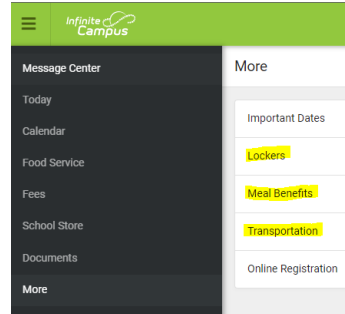 Infinite
Campus
Message Center
Today
Calendar
Food Service
Fees
School Store
Documents
More
More
Important Dates
Lockers
Meal Benefits
Transportation
Online Registration